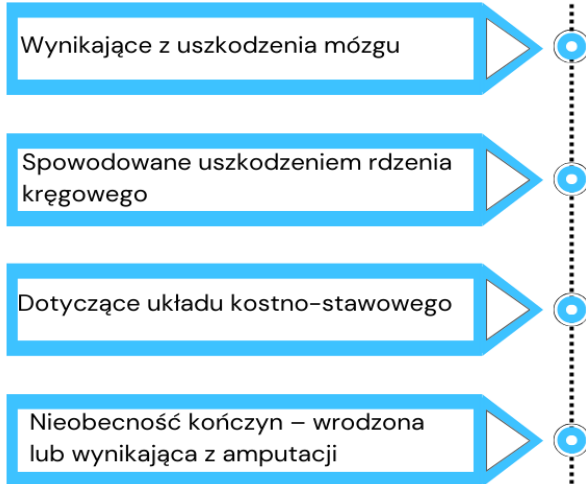 Wynikające z uszkodzenia mózgu
Spowodowane uszkodzeniem rdzenia
kręgowego
Dotyczące układu kostno-stawowego
Nieobecność kończyn – wrodzona
lub wynikająca z amputacji